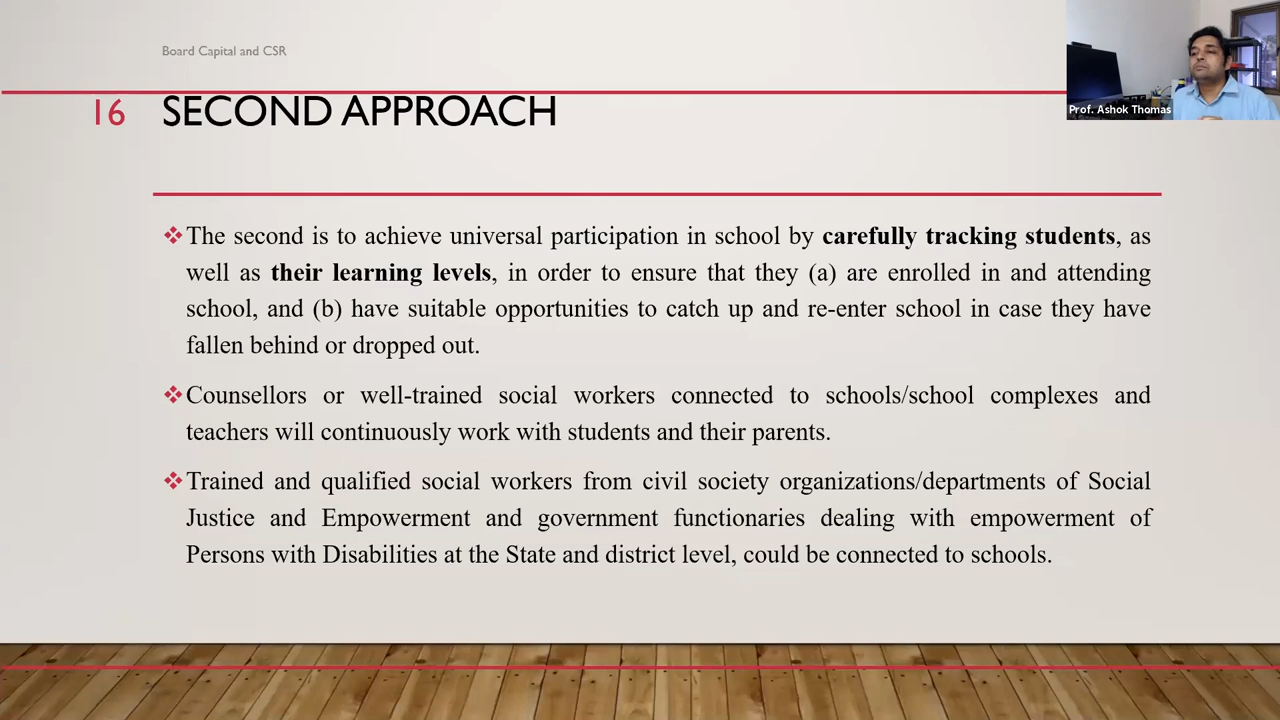 Board Capital and CSR
Prof. Ashok Thomas
16 SECOND APPROACH
The second is to achieve universal participation in school by carefully tracking students, as
well as their learning levels, in order to ensure that they (a) are enrolled in and attending
school, and (b) have suitable opportunities to catch up and re-enter school in case they have
fallen behind or dropped out.
Counsellors or well-trained social workers connected to schools/school complexes and
teachers will continuously work with students and their parents.
Trained and qualified social workers from civil society organizations/departments of Social
Justice and Empowerment and government functionaries dealing with empowerment of
Persons with Disabilities at the State and district level, could be connected to schools.